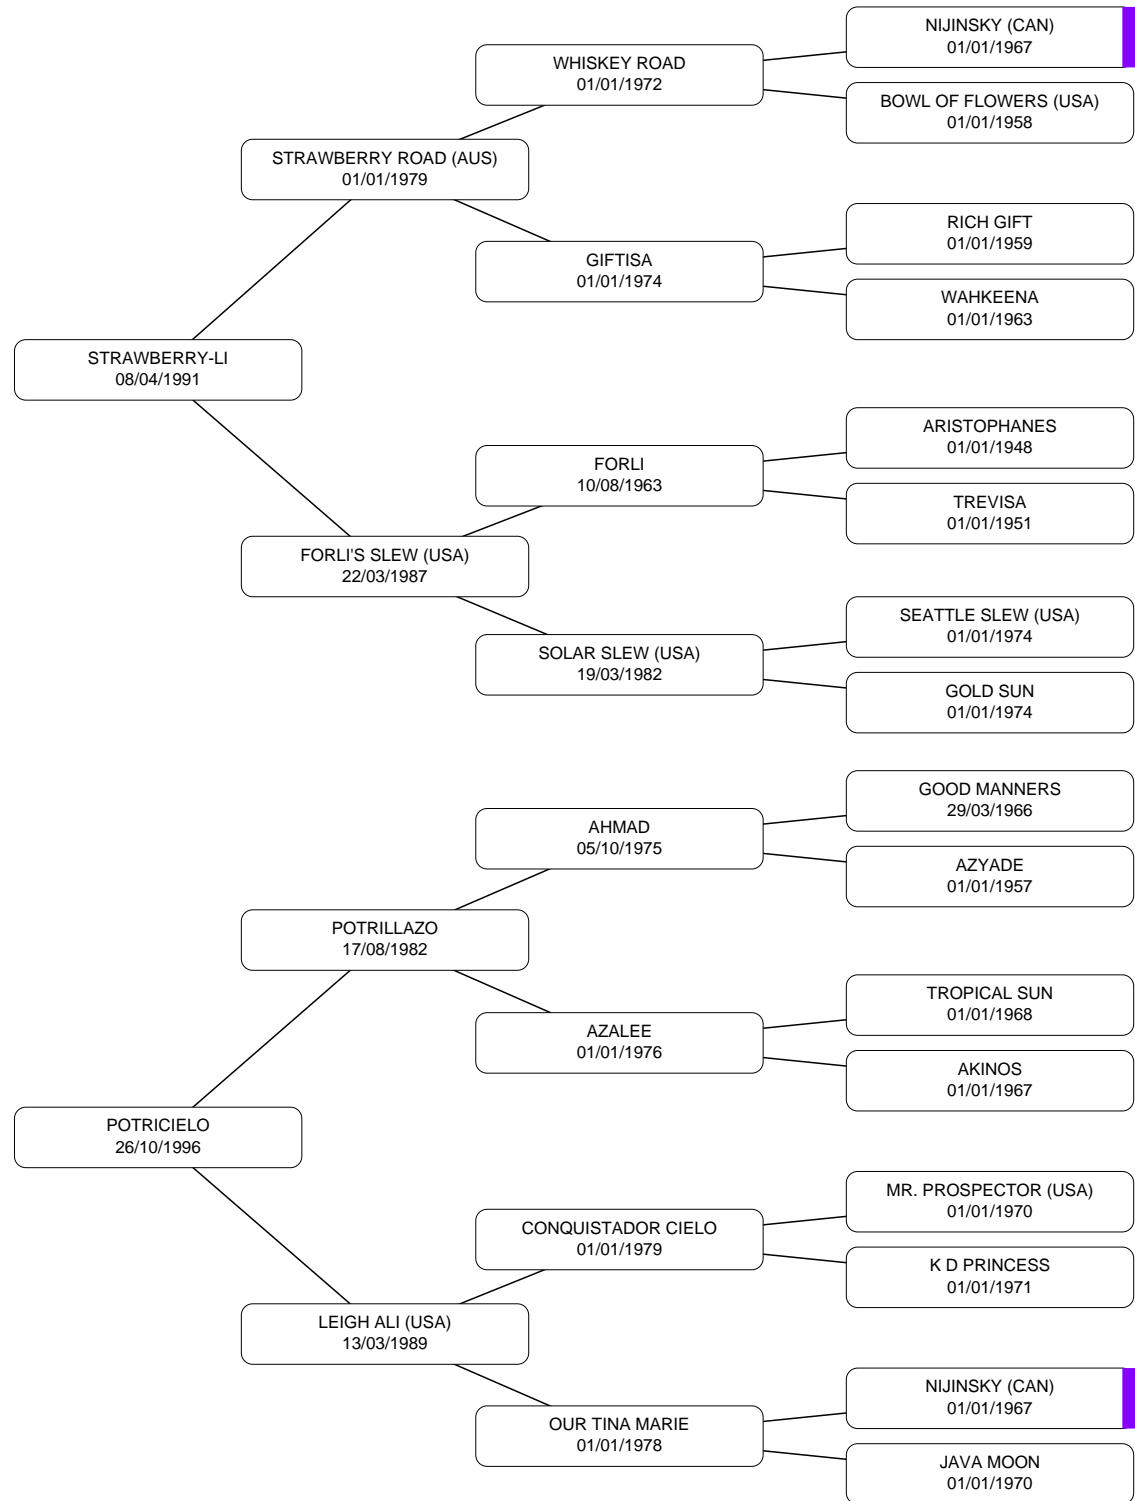 NIJINSKY (CAN)
01/01/1967
WHISKEY ROAD
01/01/1972
BOWL OF FLOWERS (USA)
01/01/1958
STRAWBERRY ROAD (AUS)
01/01/1979
RICH GIFT
01/01/1959
GIFTISA
01/01/1974
WAHKEENA
01/01/1963
STRAWBERRY-LI
08/04/1991
ARISTOPHANES
01/01/1948
FORLI
10/08/1963
TREVISA
01/01/1951
FORLI'S SLEW (USA)
22/03/1987
SEATTLE SLEW (USA)
01/01/1974
SOLAR SLEW (USA)
19/03/1982
GOLD SUN
01/01/1974
GOOD MANNERS
29/03/1966
AHMAD
05/10/1975
AZYADE
01/01/1957
POTRILLAZO
17/08/1982
TROPICAL SUN
01/01/1968
AZALEE
01/01/1976
AKINOS
01/01/1967
POTRICIELO
26/10/1996
MR. PROSPECTOR (USA)
01/01/1970
CONQUISTADOR CIELO
01/01/1979
K D PRINCESS
01/01/1971
LEIGH ALI (USA)
13/03/1989
NIJINSKY (CAN)
01/01/1967
OUR TINA MARIE
01/01/1978
JAVA MOON
01/01/1970